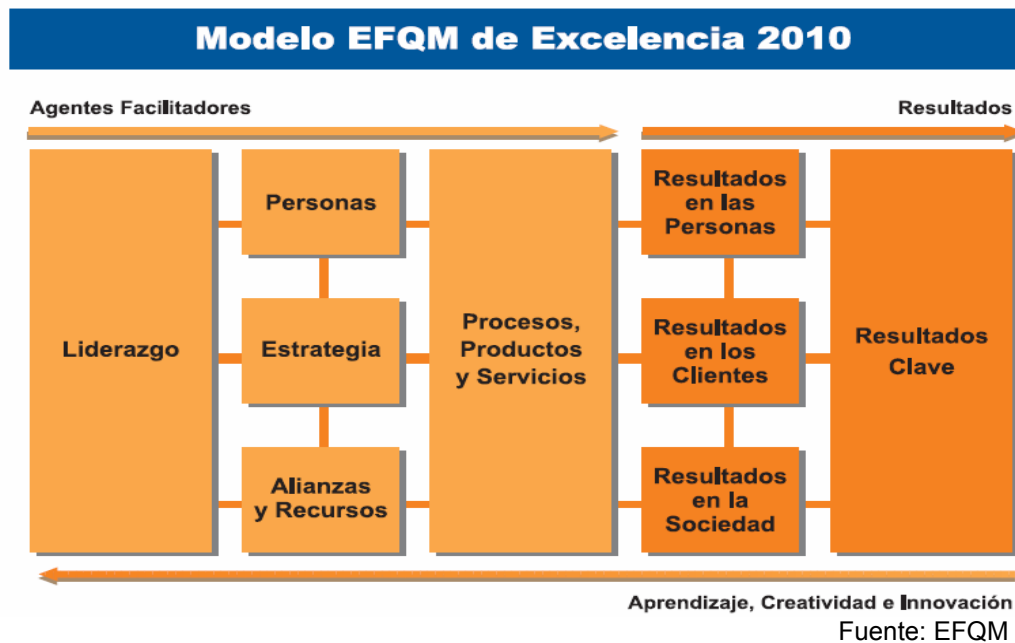 Modelo EFQM de Excelencia 2010
Agentes Facilitadores
Resultados
Liderazgo
Personas
Estrategia
Alianzas
y Recursos
Procesos,
Productos
y Servicios
Resultados
en las
Personas
Resultados
en los
Clientes
Resultados
en la
Sociedad
Resultados
Clave
Aprendizaje, Creatividad e Innovación
Fuente: EFQM